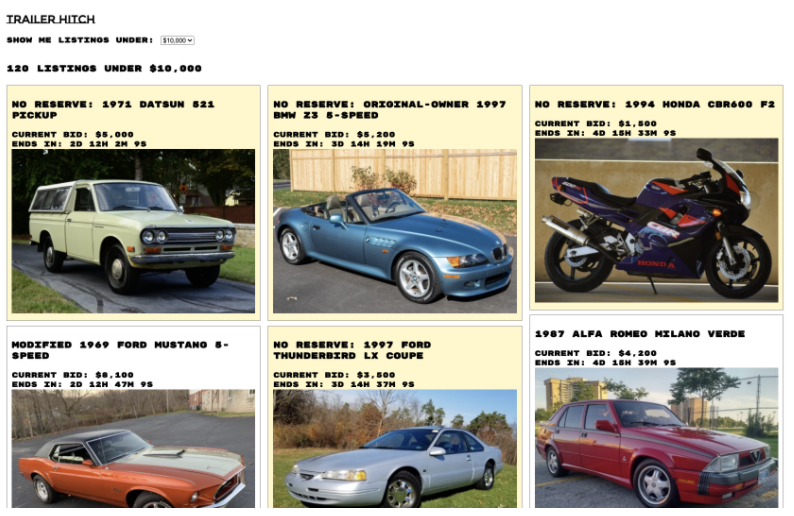 TRAILER HITCH
SHOW ME LISTINGS UNDER: $10,000
120 LISTINGS UNDER $10,000
NO RESERVE: 1971 DATSUN 521
PICKUP
CURRENT BID: $5,000
ENDS IN: 2D 12H 2M 9S
NO RESERVE: ORIGINAL-OWNER 1997
BMW Z3 5-SPEED
CURRENT BID: $5,200
ENDS IN: 3D 14H 19M 9S
NO RESERVE: 1994 HONDA CBR600 F2
CURRENT BID: $1,500
ENDS IN: 4D 15H 33M 9S
HONDA
MODIFIED 1969 FORD MUSTANG 5-
SPEED
CURRENT BID: $8,100
ENDS IN: 2D 12H 47M 9S
NO RESERVE: 1997 FORD
THUNDERBIRD LX COUPE
CURRENT BID: $3,500
ENDS IN: 3D 14H 37M 9S
1987 ALFA ROMEO MILANO VERDE
CURRENT BID: $4,200
ENDS IN: 4D 15H 39M 9S